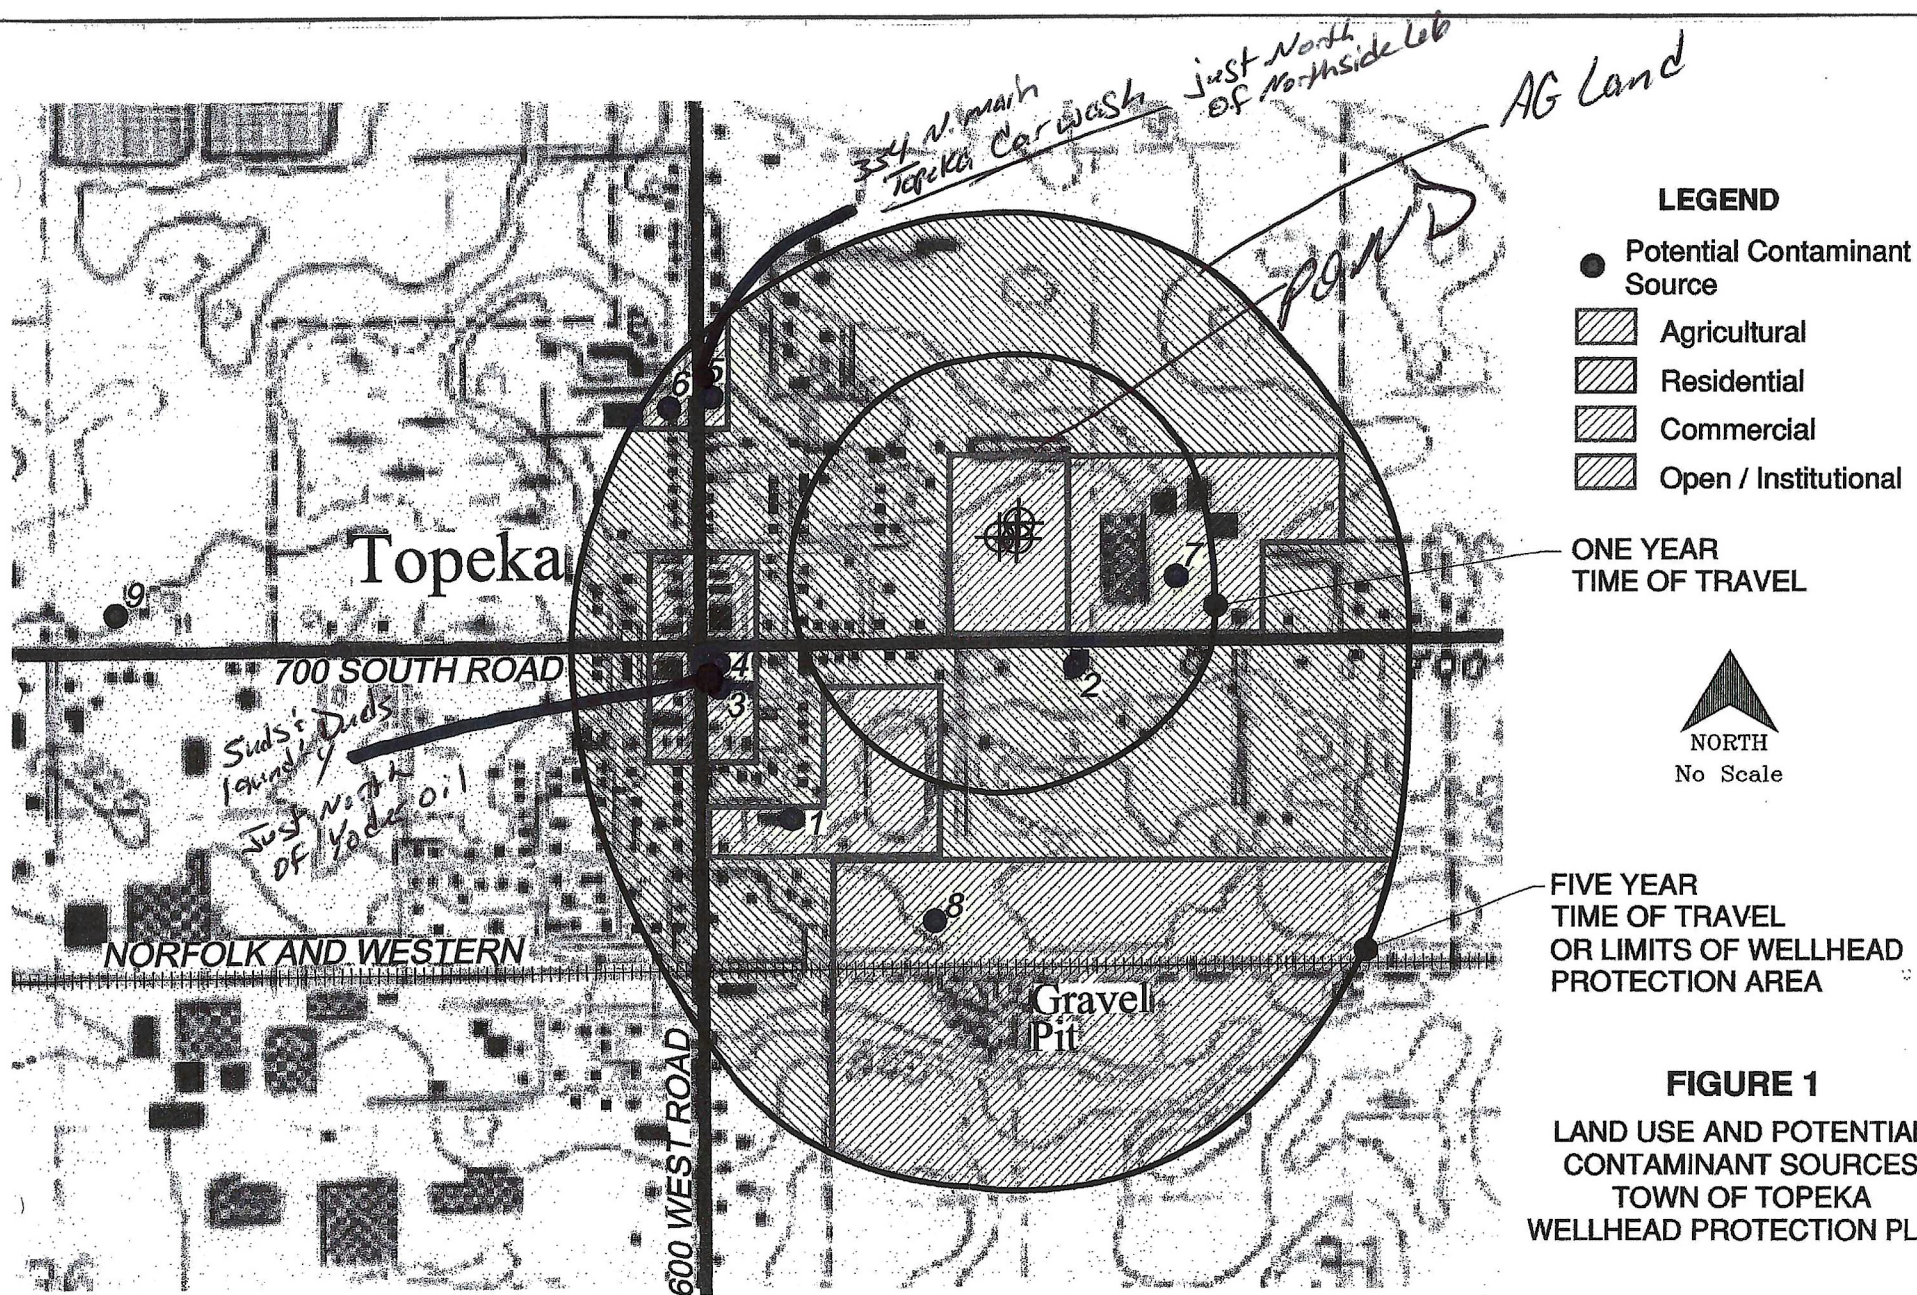 334 N. main
Topeka Car wash
just North
of Northside Lub
AG Land
POND
LEGEND
Potential Contaminant
Source
Agricultural
Residential
Commercial
Open / Institutional
ONE YEAR
TIME OF TRAVEL
NORTH
No Scale
FIVE YEAR
TIME OF TRAVEL
OR LIMITS OF WELLHEAD
PROTECTION AREA
FIGURE 1
LAND USE AND POTENTIAL
CONTAMINANT SOURCES
TOWN OF TOPEKA
WELLHEAD PROTECTION PL
6
5
Topeka
7
9
700 SOUTH ROAD
700
4
3
2
Suds & Duds
laundry
Just North
of Yoder Oil
1
8
NORFOLK AND WESTERN
Gravel
Pit
600 WEST ROAD